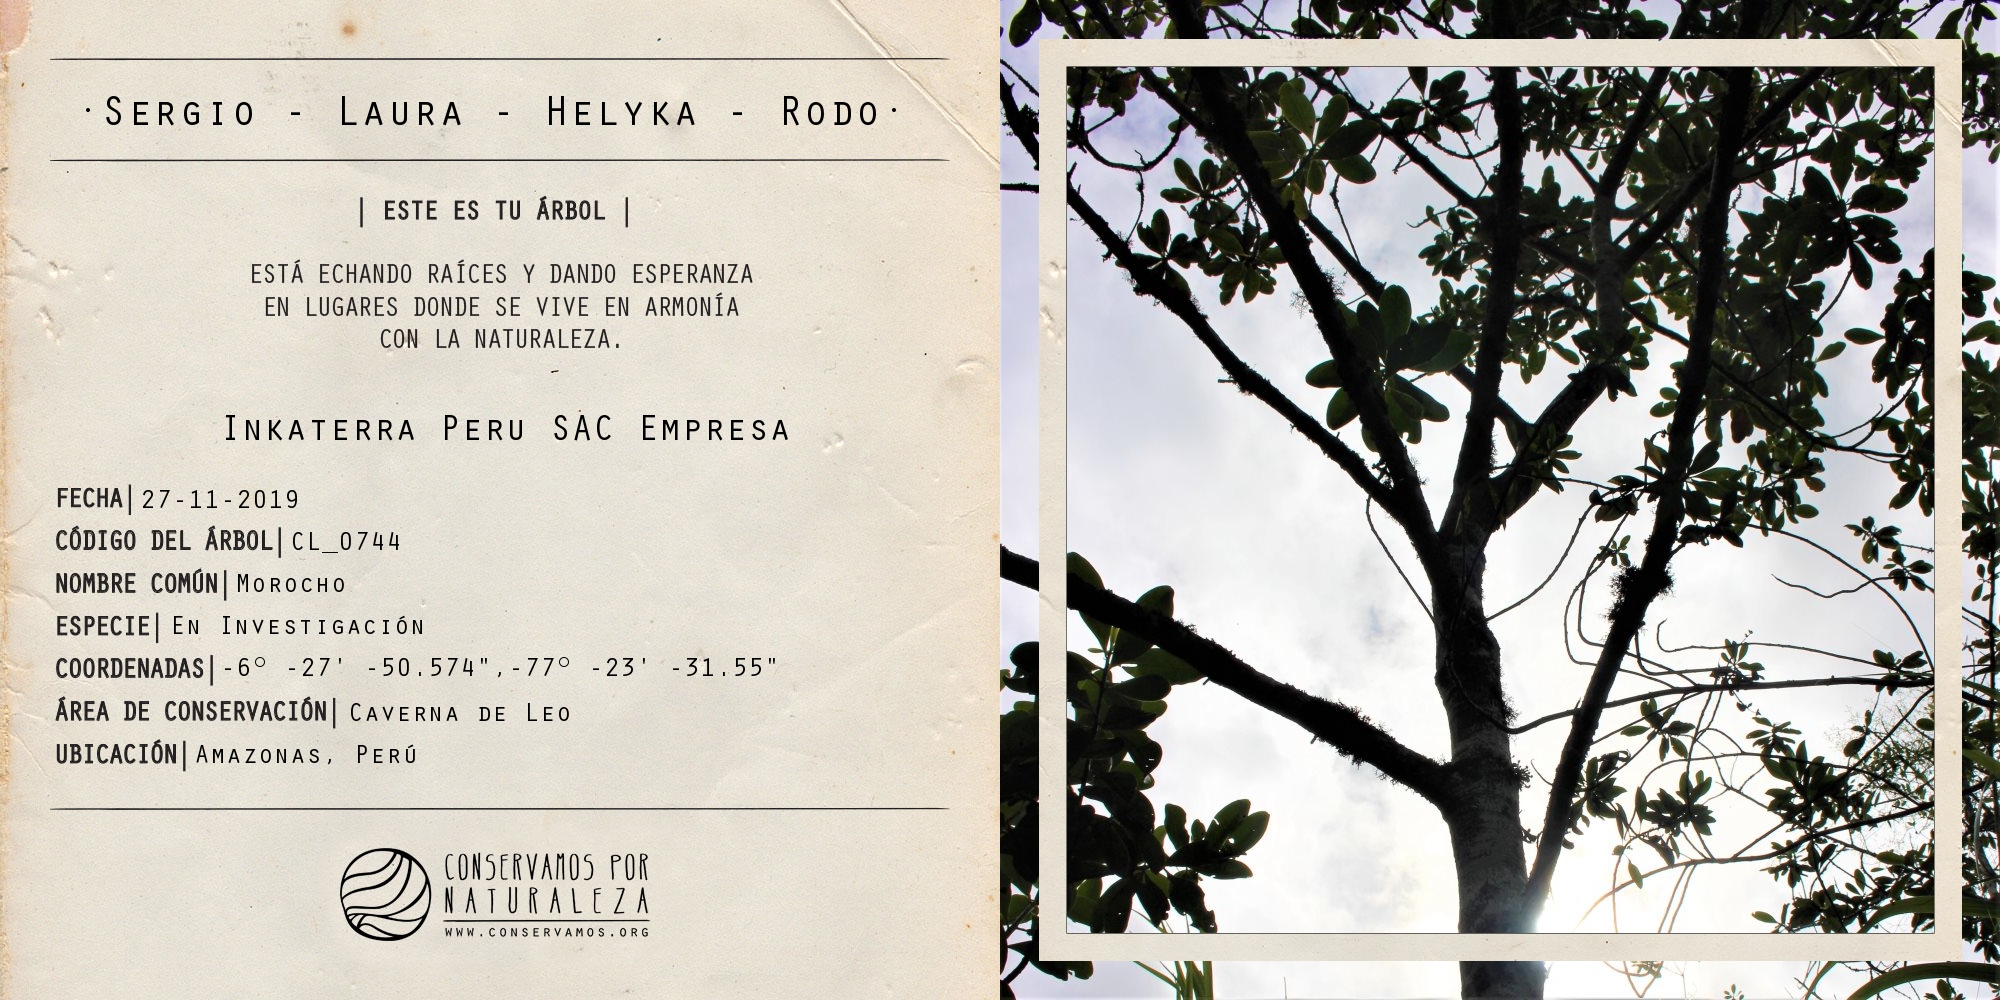 ·Sergio - Laura - Helyka - Rodo·
| ESTE ES TU ÁRBOL |
ESTÁ ECHANDO RAÍCES Y DANDO ESPERANZA
EN LUGARES DONDE SE VIVE EN ARMONÍA
CON LA NATURALEZA.
Inkaterra Peru SAC Empresa
FECHA| 27-11-2019
CÓDIGO DEL ÁRBOL| CL_0744
NOMBRE COMÚN| Morocho
ESPECIE| En Investigación
COORDENADAS| -6° -27' -50.574",-77° -23' -31.55"
ÁREA DE CONSERVACIÓN| Caverna de Leo
UBICACIÓN| Amazonas, Perú
CONSERVAMOS POR
NATURALEZA
WWW.CONSERVAMOS.ORG